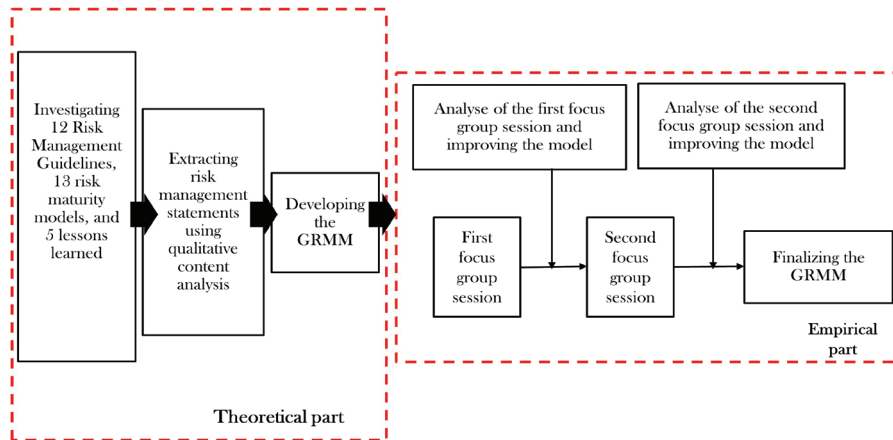 Investigating
12 Risk
Management
Guidelines,
13 risk
maturity
models, and
5 lessons
learned
Extracting
risk
management
statements
using
qualitative
content
analysis
Developing
the
GRMM
Theoretical part
Analyse of the first focus
group session and
improving the model
Analyse of the second
focus group session and
improving the model
First
focus
group
session
Second
focus
group
session
Finalizing the
GRMM
Empirical
part